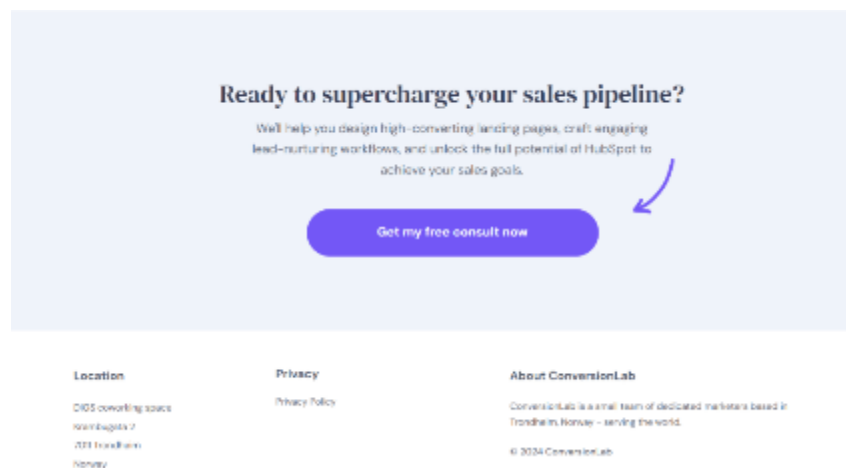 Ready to supercharge your sales pipeline?
We'll help you design high-converting landing pages, craft engaging
lead-nurturing workflows, and unlock the full potential of HubSpot to
achieve your sales goals.
Get my free consult now
Location
Privacy
About ConversionLab
coworking space
Privacy Policy
ConversionLab is a small team of dedicated marketers based in
Trondheim, Norway – serving the world.
Trondheim
Norway
© 2024 ConversionLab